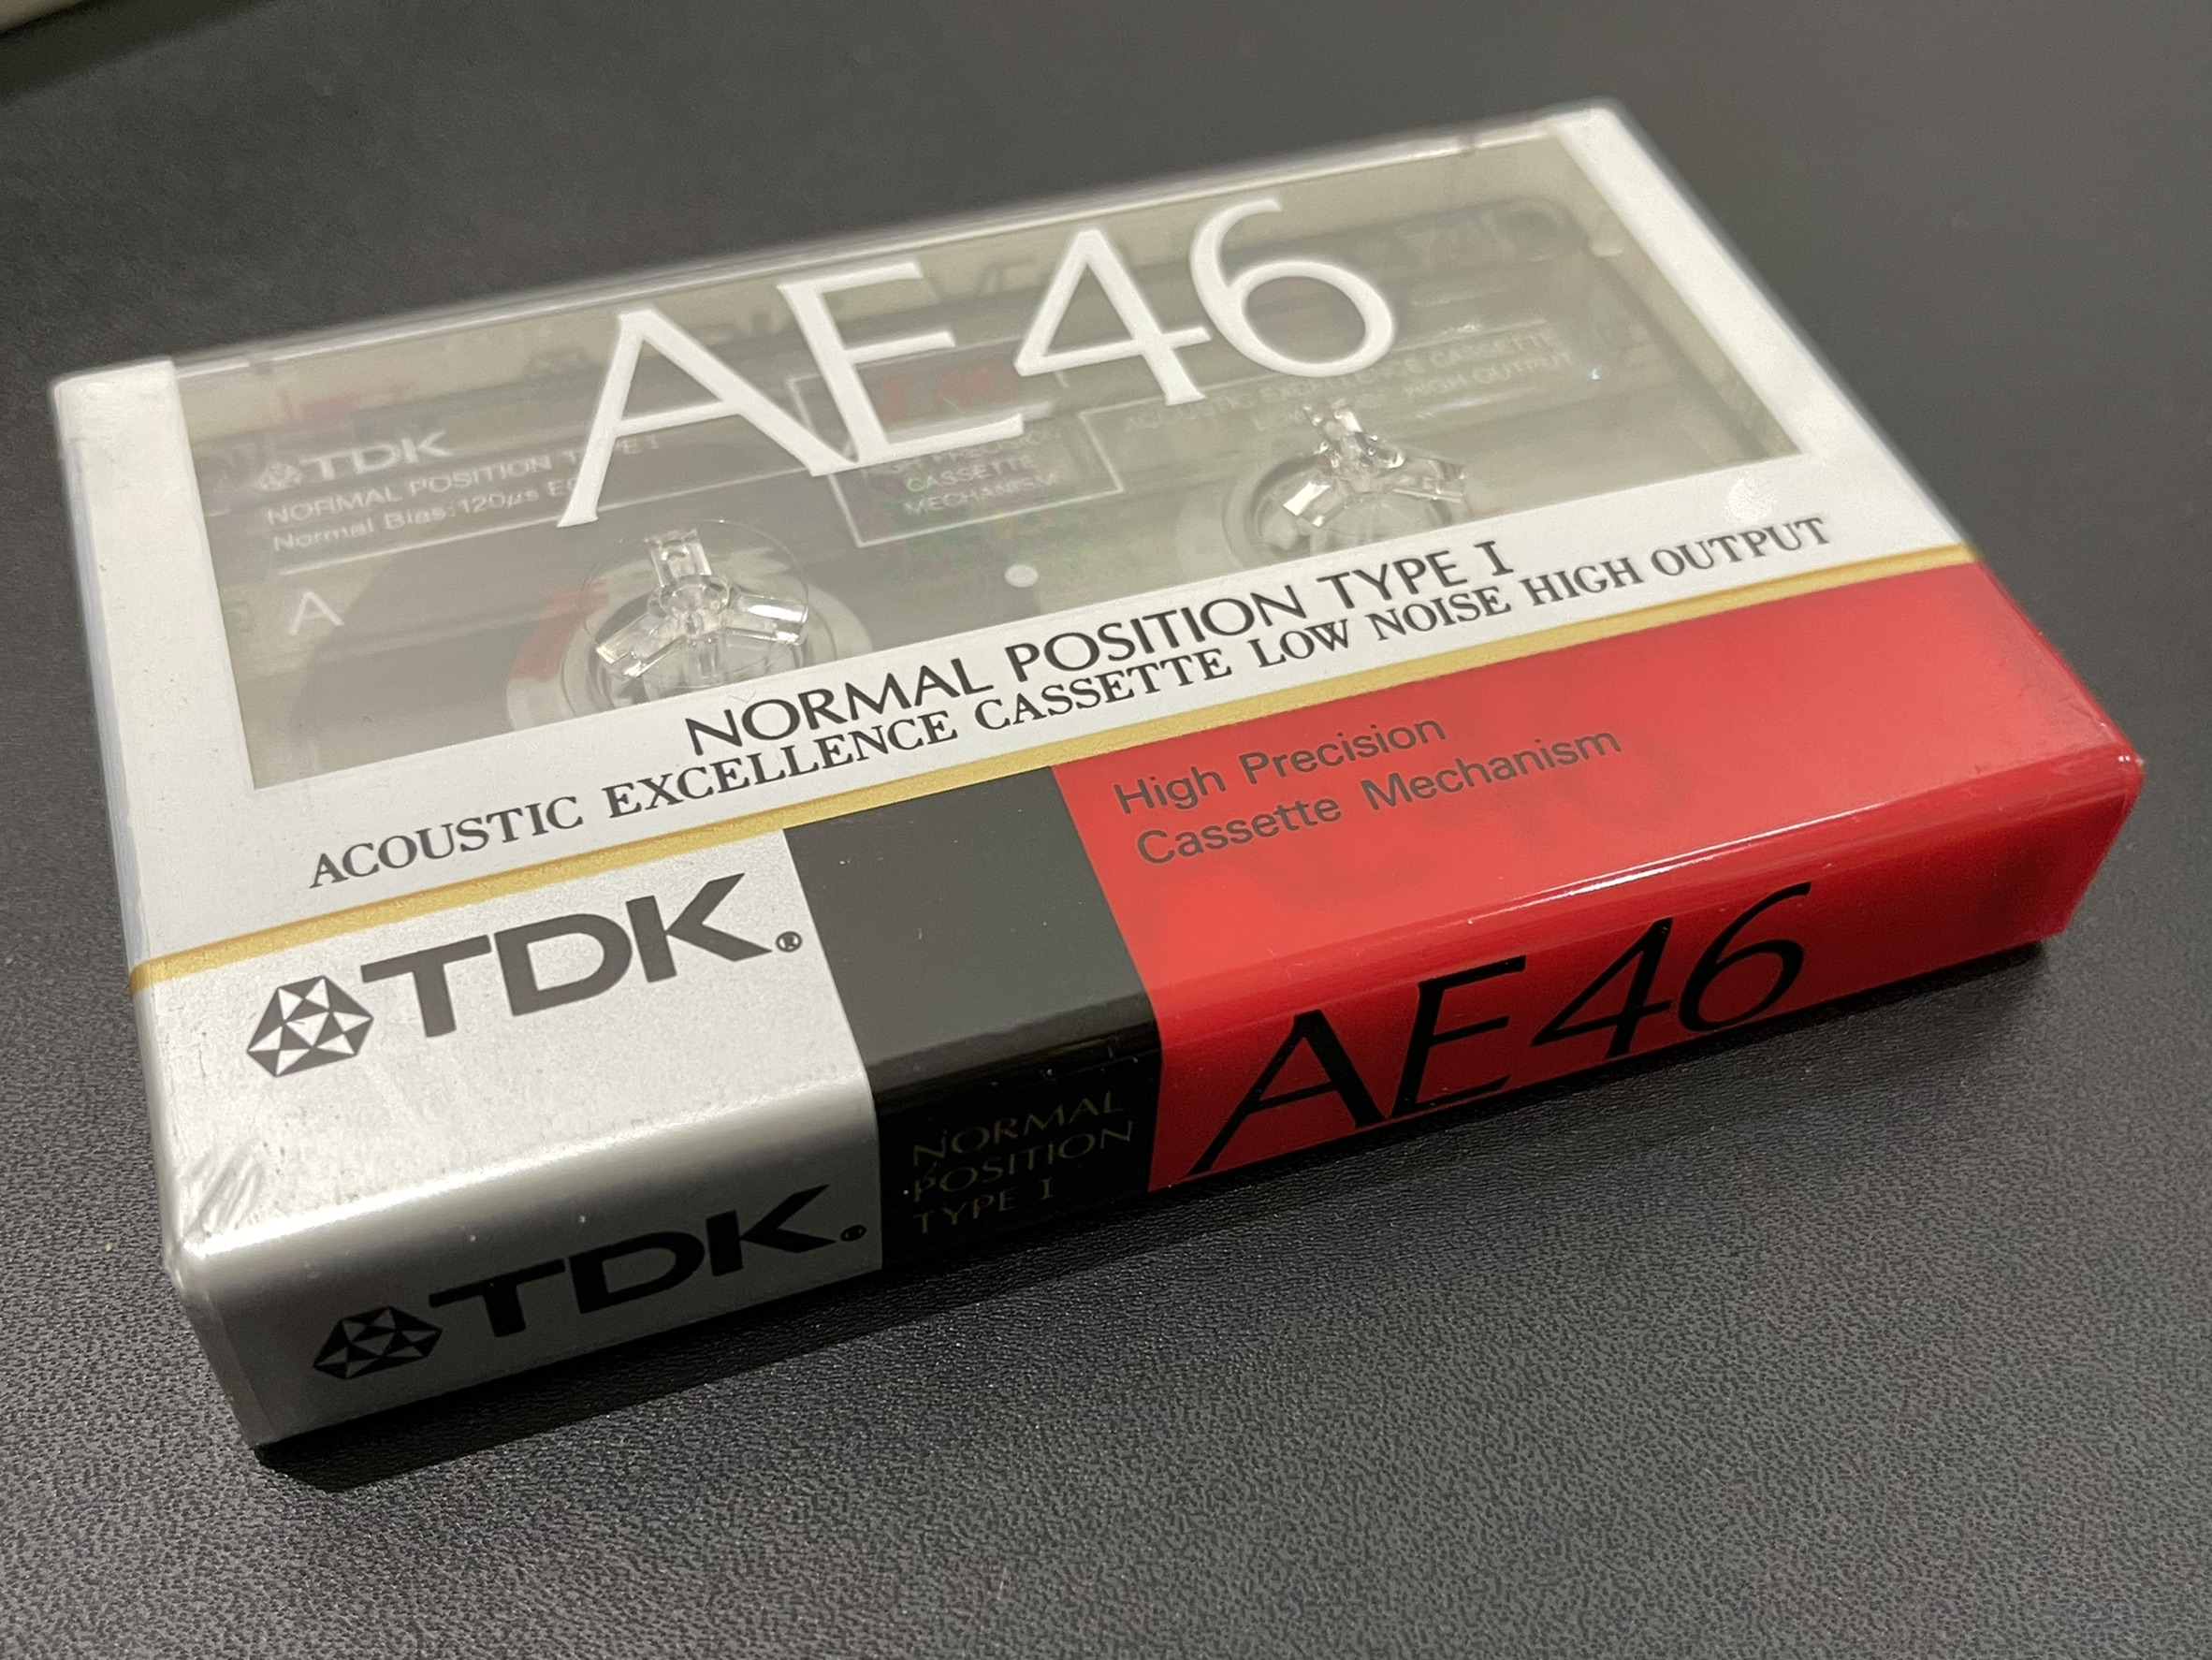 AE46
TDK
NORMAL POSITION TYPE I
Normal Bias:120μs
ACOUSTIC EXCELLENCE CASSETTE
HIGH OUTPUT
PRECISION
CASSETTE
MECHANISM
A
NORMAL POSITION TYPE I
ACOUSTIC EXCELLENCE CASSETTE LOW NOISE HIGH OUTPUT
TDK®
High Precision
Cassette Mechanism
TDK®
NORMAL
POSITION
TYPE I
AE46